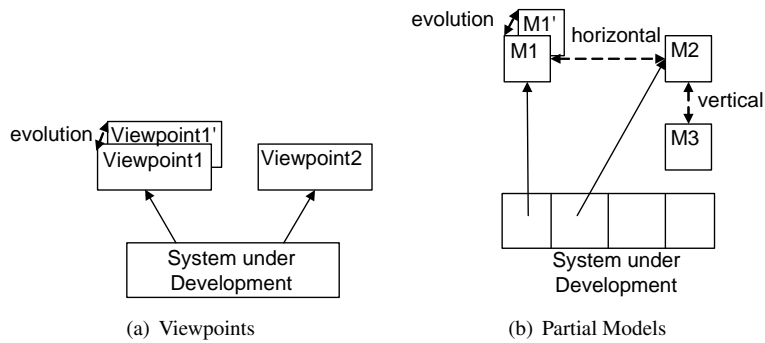 evolution
Viewpoint1'
Viewpoint1
Viewpoint2
System under
Development
(a) Viewpoints
evolution
M1'
M1
horizontal
M2
vertical
M3
System under
Development
(b) Partial Models